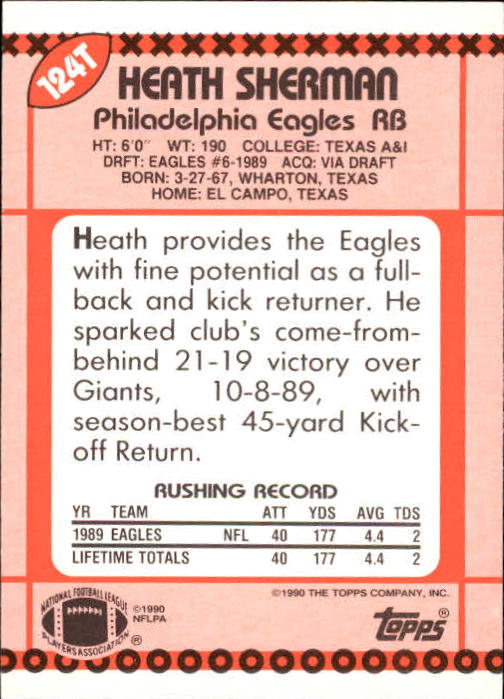 124T
HEATH SHERMAN
Philadelphia Eagles RB
HT: 6'0" WT: 190 COLLEGE: TEXAS A&I
DRFT: EAGLES #6-1989 ACQ: VIA DRAFT
BORN: 3-27-67, WHARTON, TEXAS
HOME: EL CAMPO, TEXAS
Heath provides the Eagles
with fine potential as a full-
back and kick returner. He
sparked club's come-from-
behind 21-19 victory over
Giants, 10-8-89, with
season-best 45-yard Kick-
off Return.
RUSHING RECORD
YR TEAM ATT YDS AVG TDS
1989 EAGLES NFL 40 177 4.4 2
LIFETIME TOTALS 40 177 4.4 2
©1990 THE TOPPS COMPANY, INC.
NATIONAL FOOTBALL LEAGUE
PLAYERS ASSOCIATION ®
©1990
NFLPA
topps®